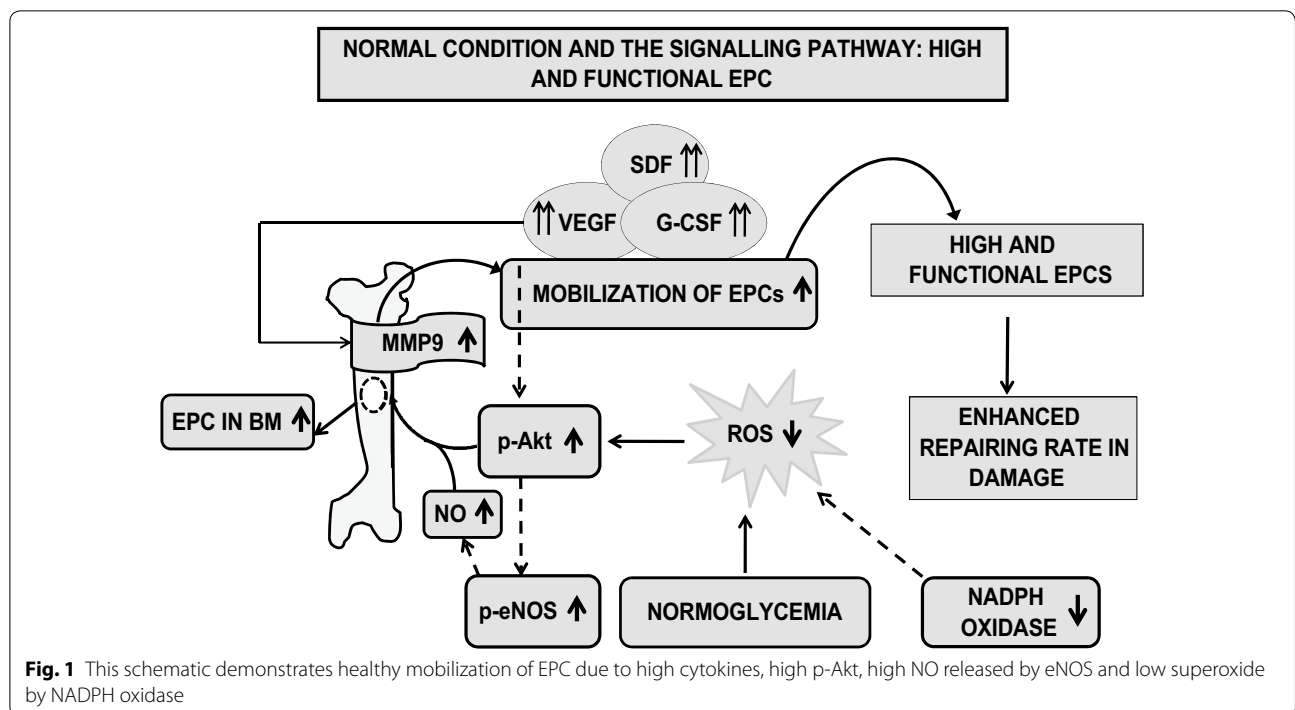 NORMAL CONDITION AND THE SIGNALLING PATHWAY: HIGH
AND FUNCTIONAL EPC
SDF
VEGF
G-CSF
MOBILIZATION OF EPCs
HIGH AND
FUNCTIONAL EPCS
MMP9
EPC IN BM
p-Akt
ROS
ENHANCED
REPAIRING RATE IN
DAMAGE
NO
p-eNOS
NORMOGLYCEMIA
NADPH
OXIDASE
Fig. 1 This schematic demonstrates healthy mobilization of EPC due to high cytokines, high p-Akt, high NO released by eNOS and low superoxide
by NADPH oxidase